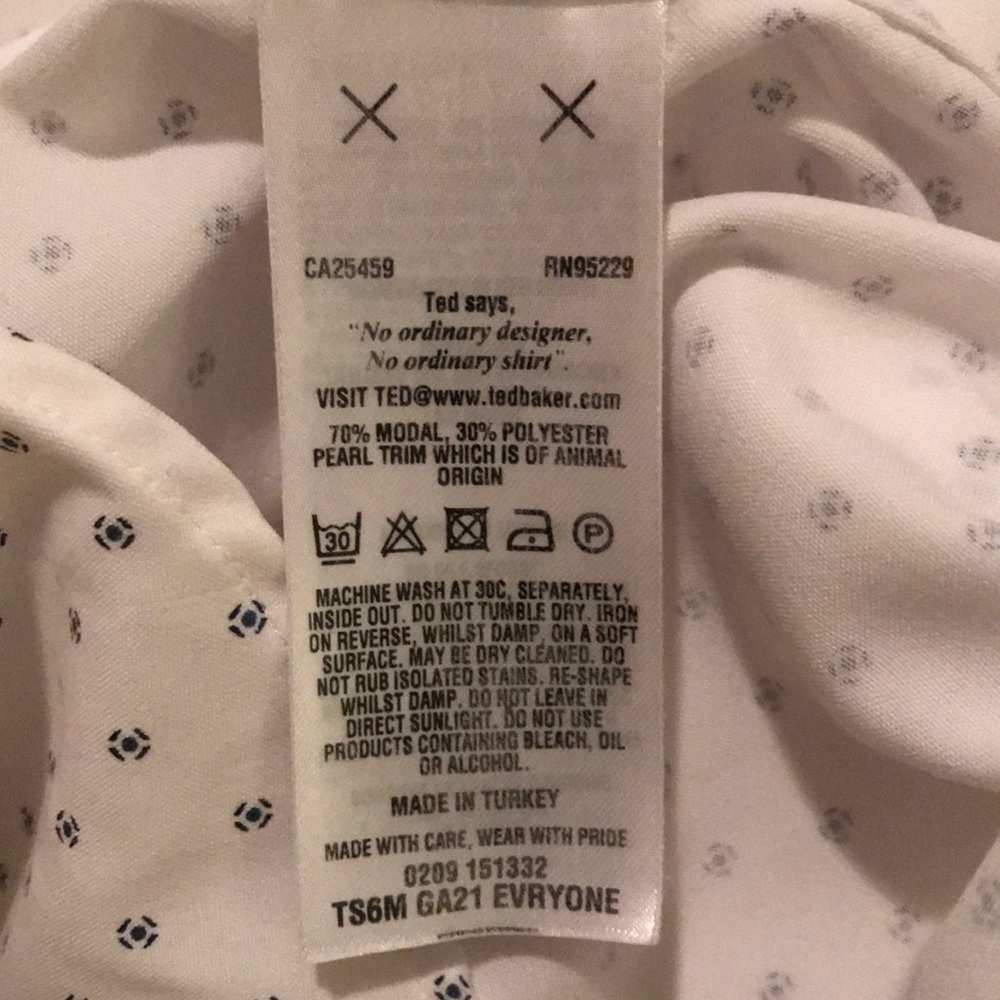 CA25459 RN95229
Ted says,
"No ordinary designer,
No ordinary shirt".
VISIT TED@www.tedbaker.com
70% MODAL, 30% POLYESTER
PEARL TRIM WHICH IS OF ANIMAL
ORIGIN
30 P
MACHINE WASH AT 30C, SEPARATELY,
INSIDE OUT. DO NOT TUMBLE DRY. IRON
ON REVERSE, WHILST DAMP, ON A SOFT
SURFACE. MAY BE DRY CLEANED. DO
NOT RUB ISOLATED STAINS. RE-SHAPE
WHILST DAMP. DO NOT LEAVE IN
DIRECT SUNLIGHT. DO NOT USE
PRODUCTS CONTAINING BLEACH, OIL
OR ALCOHOL.
MADE IN TURKEY
MADE WITH CARE, WEAR WITH PRIDE
0209 151332
TS6M GA21 EVRYONE